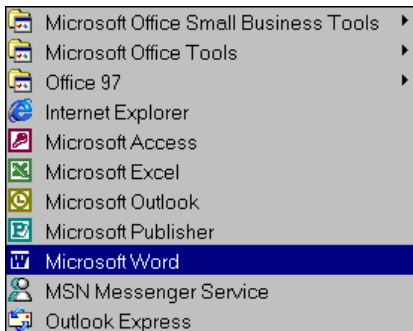 Microsoft Office Small Business Tools
Microsoft Office Tools
Office 97
Internet Explorer
Microsoft Access
Microsoft Excel
Microsoft Outlook
Microsoft Publisher
Microsoft Word
MSN Messenger Service
Outlook Express